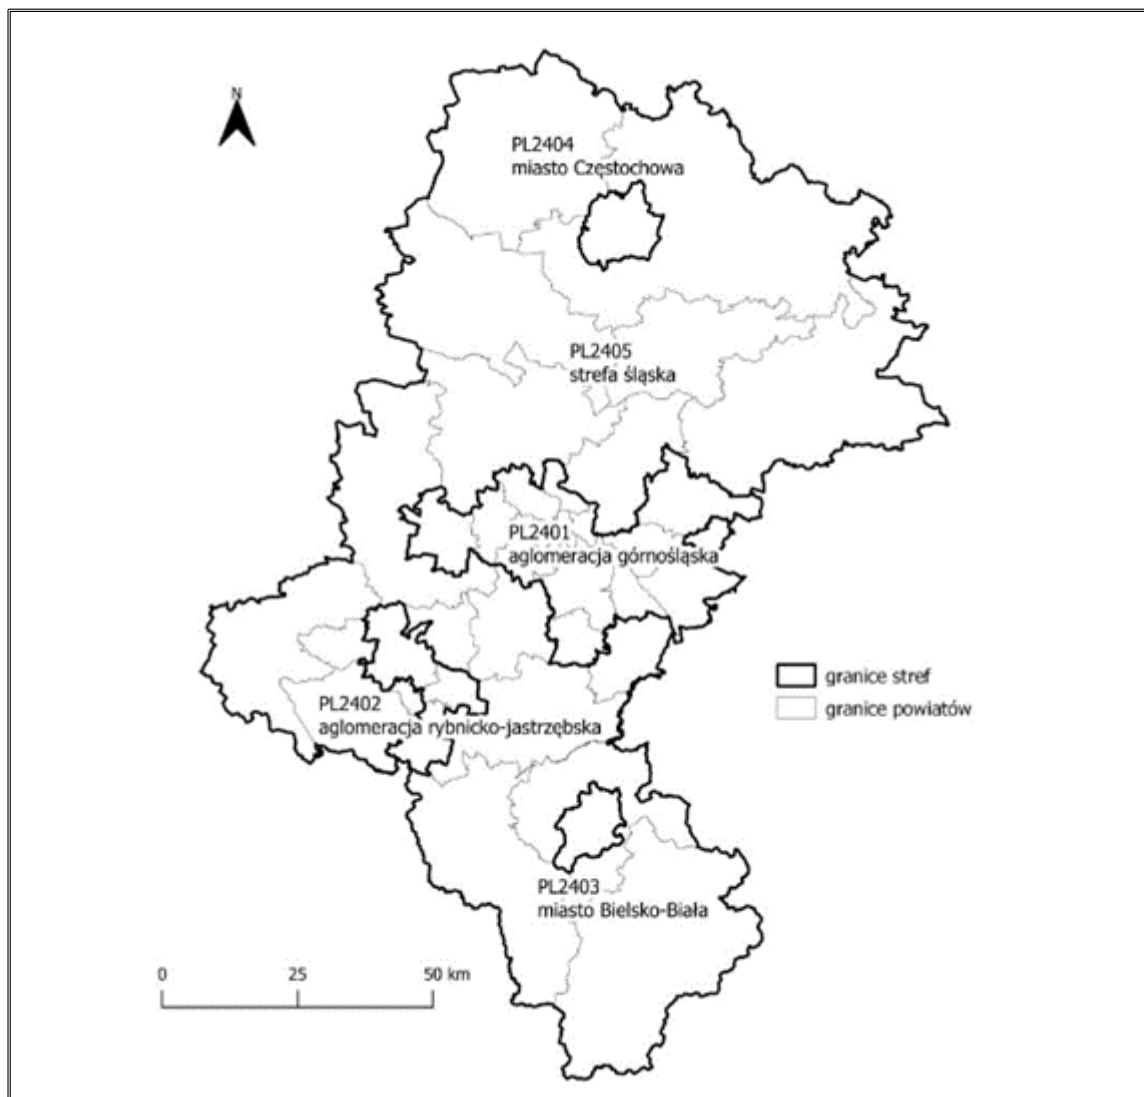 N
PL2404
miasto Częstochowa
PL2405
strefa śląska
PL2401
aglomeracja górnośląska
granice stref
granice powiatów
PL2402
aglomeracja rybnicko-jastrzębska
PL2403
miasto Bielsko-Biała
0 25 50 km